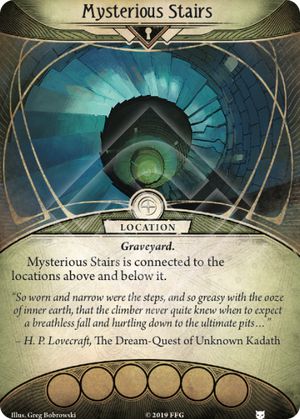 Mysterious Stairs
LOCATION
Graveyard.
Mysterious Stairs is connected to the
locations above and below it.
“So worn and narrow were the steps, and so greasy with the ooze
of inner earth, that the climber never quite knew when to expect
a breathless fall and hurtling down to the ultimate pits…”
– H. P. Lovecraft, The Dream-Quest of Unknown Kadath
Illus. Greg Bobrowski
© 2019 FFG